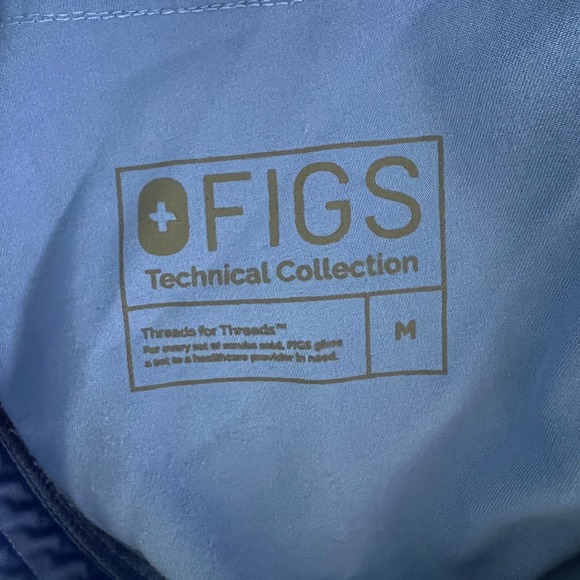 FIGS
Technical Collection
Threads for Threads™
For every set of scrubs sold, FIGS gives
a set to a healthcare provider in need.
M